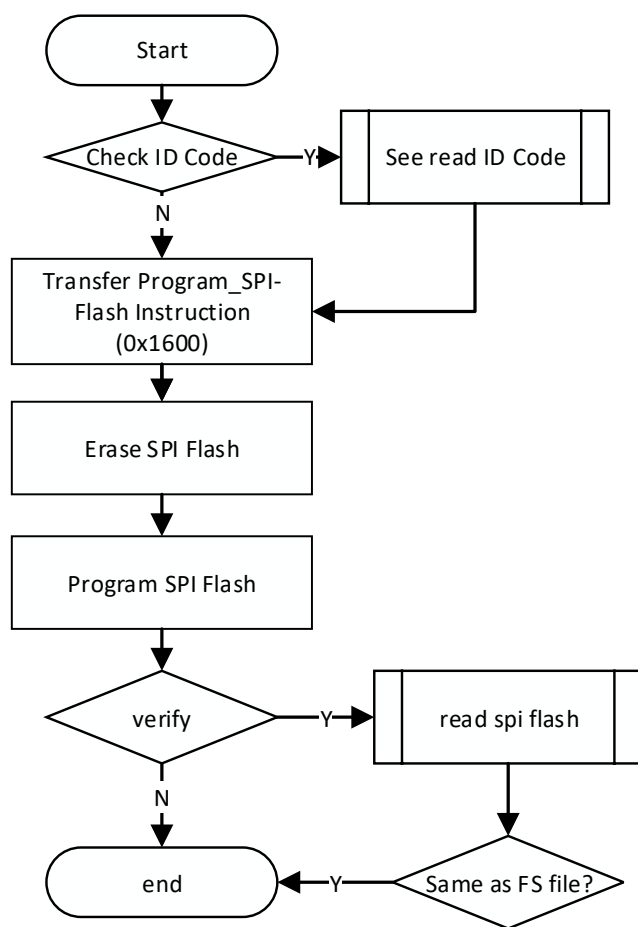 Start
Check ID Code
Y
See read ID Code
N
Transfer Program_SPI-
Flash Instruction
(0x1600)
Erase SPI Flash
Program SPI Flash
verify
Y
read spi flash
N
end
Y
Same as FS file?